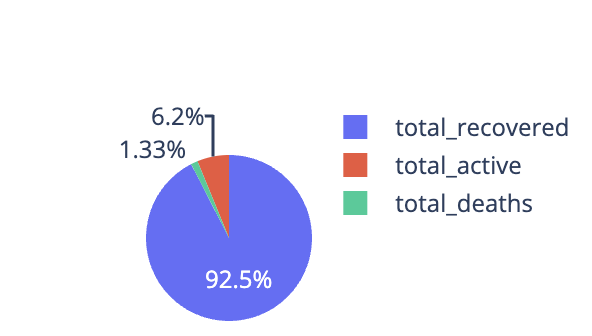 6.2%
1.33%
92.5%
total_recovered
total_active
total_deaths